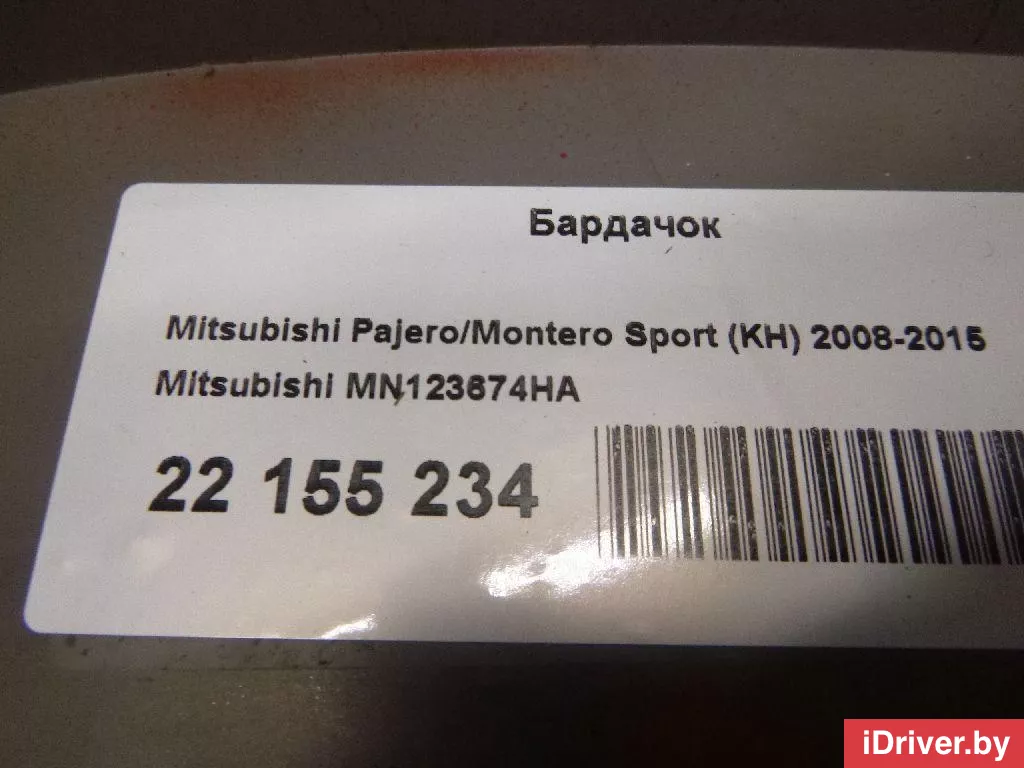 Бардачок
Mitsubishi Pajero/Montero Sport (KH) 2008-2015
Mitsubishi MN123674HA
22 155 234
iDriver.by